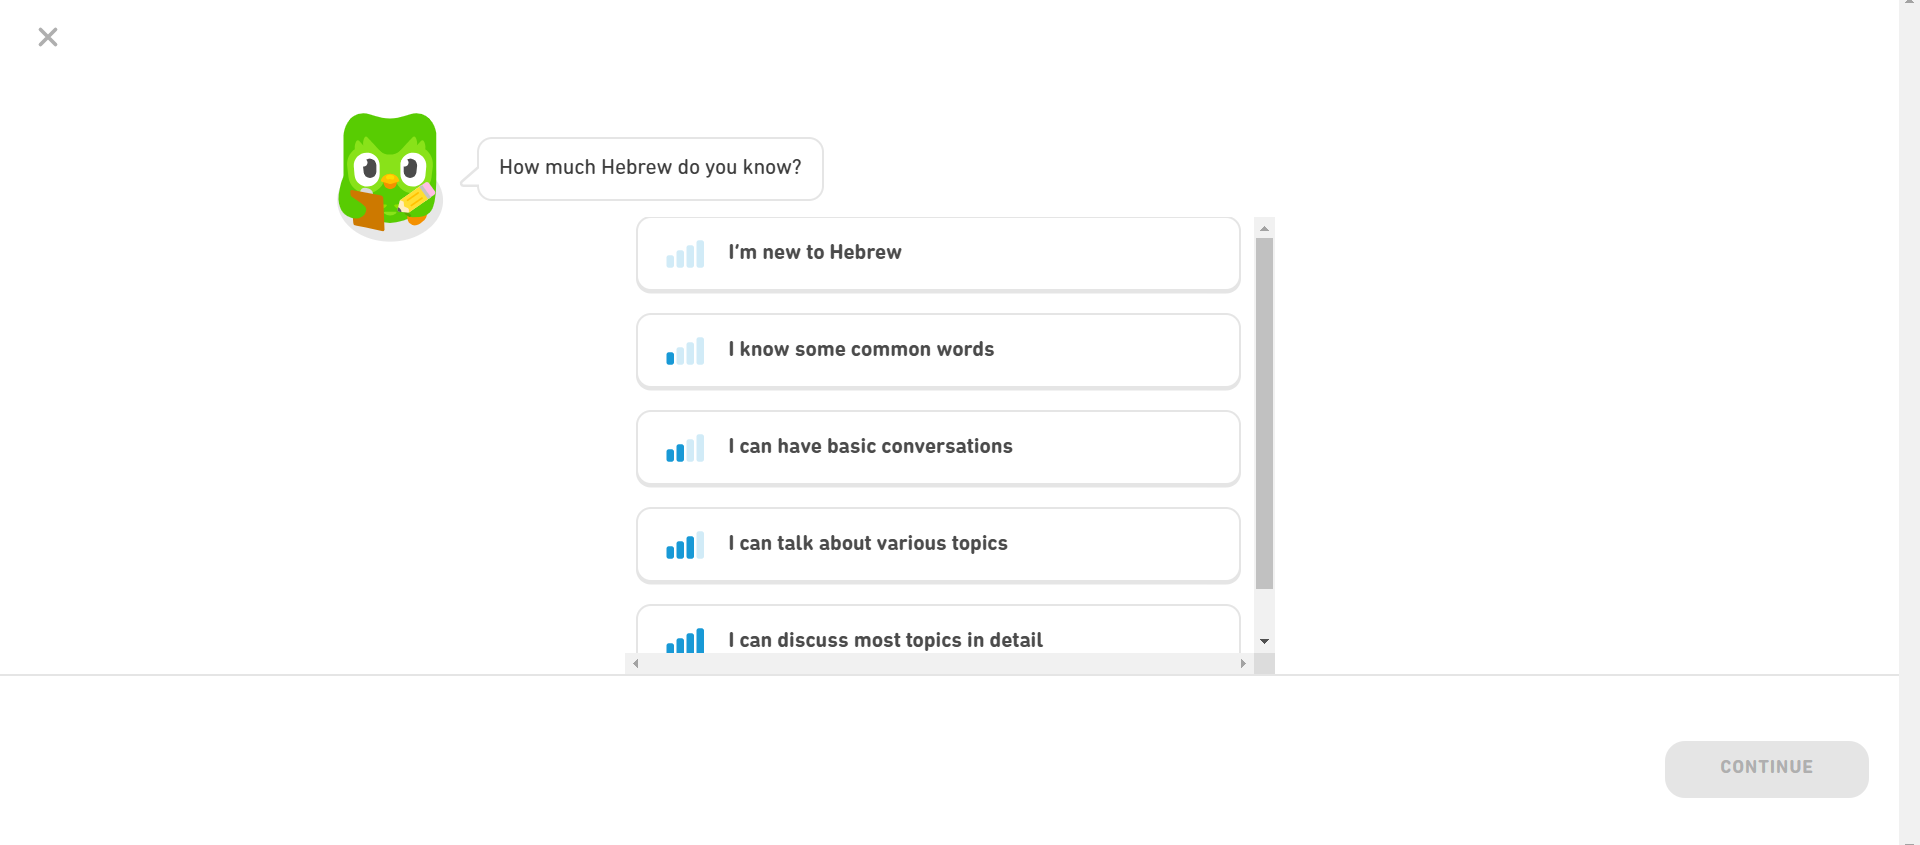 How much Hebrew do you know?
I’m new to Hebrew
I know some common words
I can have basic conversations
I can talk about various topics
I can discuss most topics in detail
CONTINUE